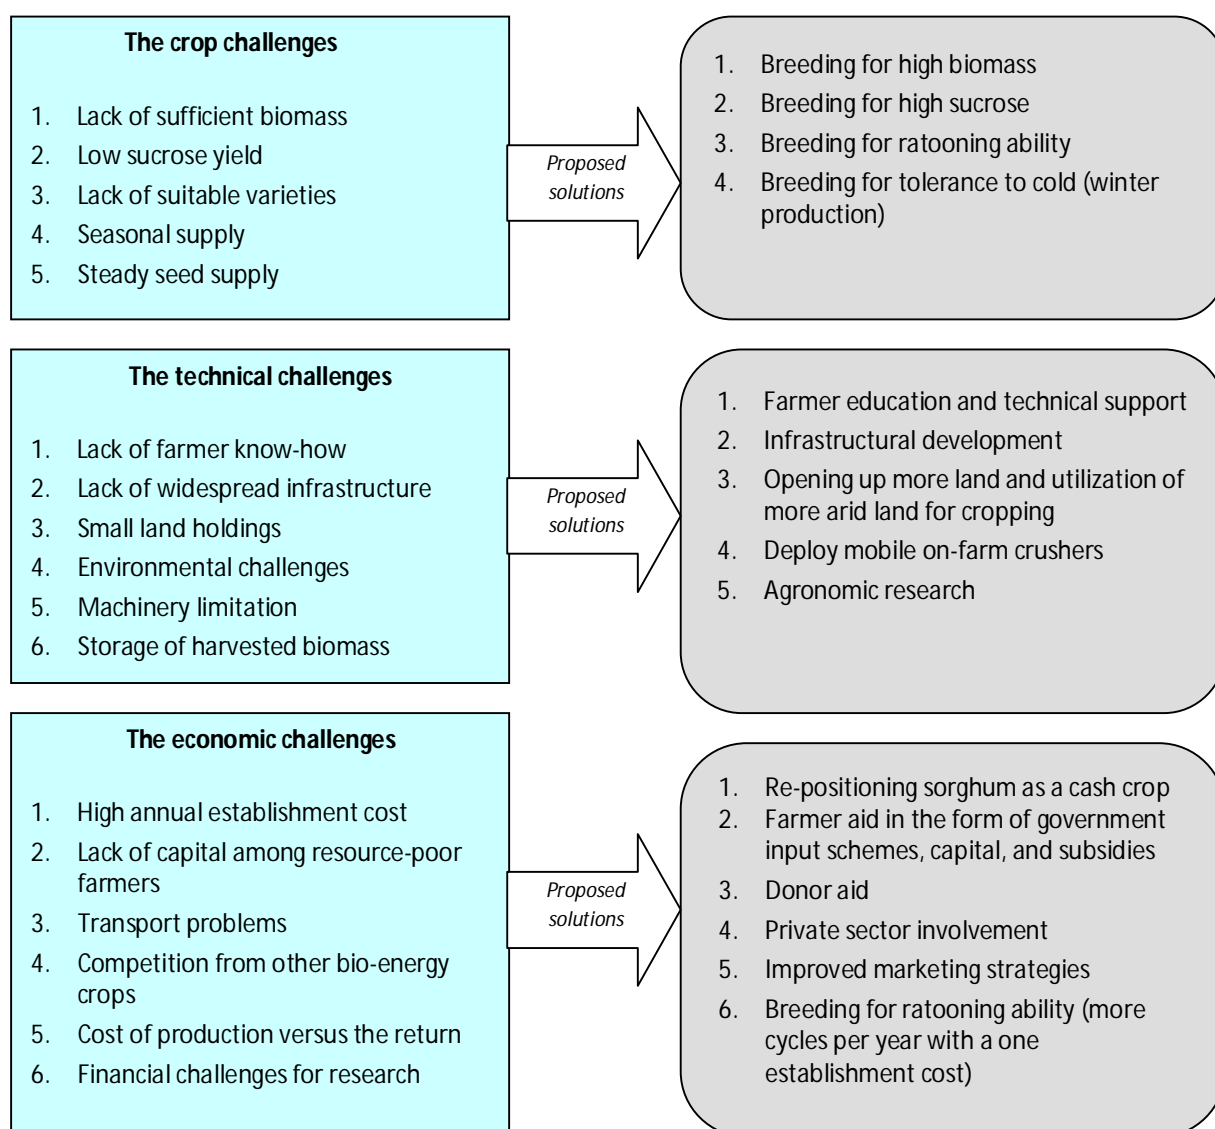 The crop challenges
1. Lack of sufficient biomass
2. Low sucrose yield
3. Lack of suitable varieties
4. Seasonal supply
5. Steady seed supply
Proposed
solutions
1. Breeding for high biomass
2. Breeding for high sucrose
3. Breeding for ratooning ability
4. Breeding for tolerance to cold (winter
production)
The technical challenges
1. Lack of farmer know-how
2. Lack of widespread infrastructure
3. Small land holdings
4. Environmental challenges
5. Machinery limitation
6. Storage of harvested biomass
Proposed
solutions
1. Farmer education and technical support
2. Infrastructural development
3. Opening up more land and utilization of
more arid land for cropping
4. Deploy mobile on-farm crushers
5. Agronomic research
The economic challenges
1. High annual establishment cost
2. Lack of capital among resource-poor
farmers
3. Transport problems
4. Competition from other bio-energy
crops
5. Cost of production versus the return
6. Financial challenges for research
Proposed
solutions
1. Re-positioning sorghum as a cash crop
2. Farmer aid in the form of government
input schemes, capital, and subsidies
3. Donor aid
4. Private sector involvement
5. Improved marketing strategies
6. Breeding for ratooning ability (more
cycles per year with a one
establishment cost)